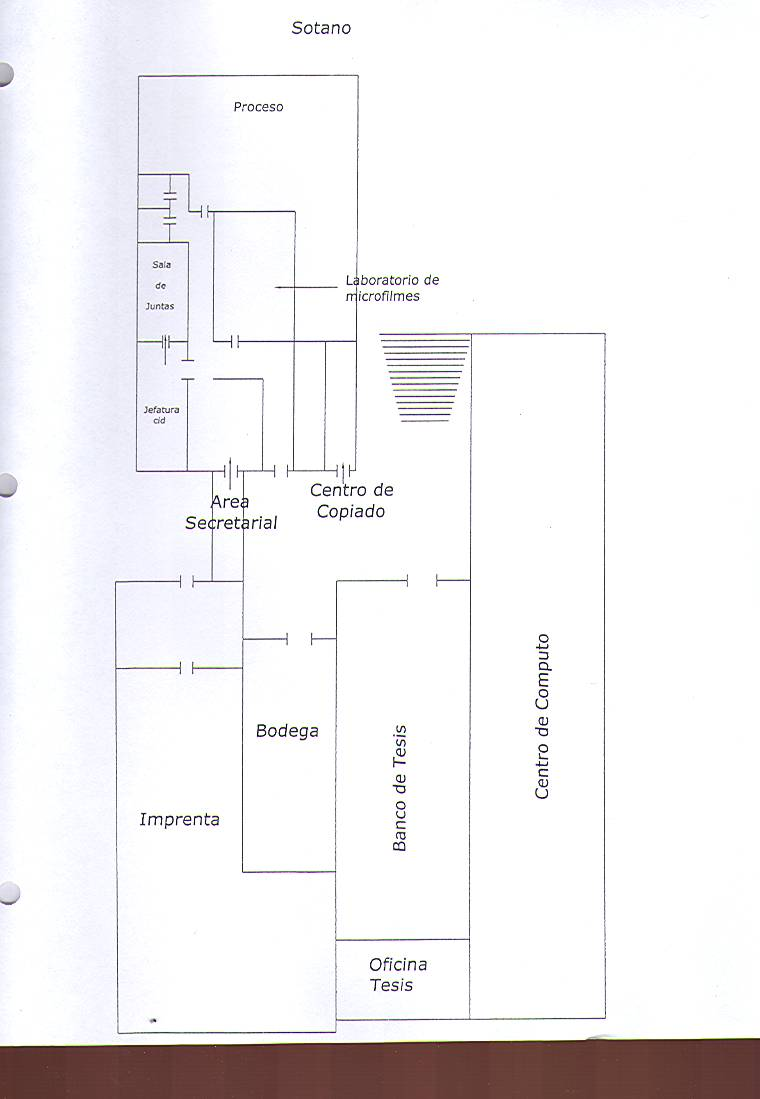 Sotano
Proceso
Sala
de
Juntas
Laboratorio de
microfilmes
Jefatura
cid
Area
Secretarial
Centro de
Copiado
Bodega
Imprenta
Banco de Tesis
Centro de Computo
Oficina
Tesis